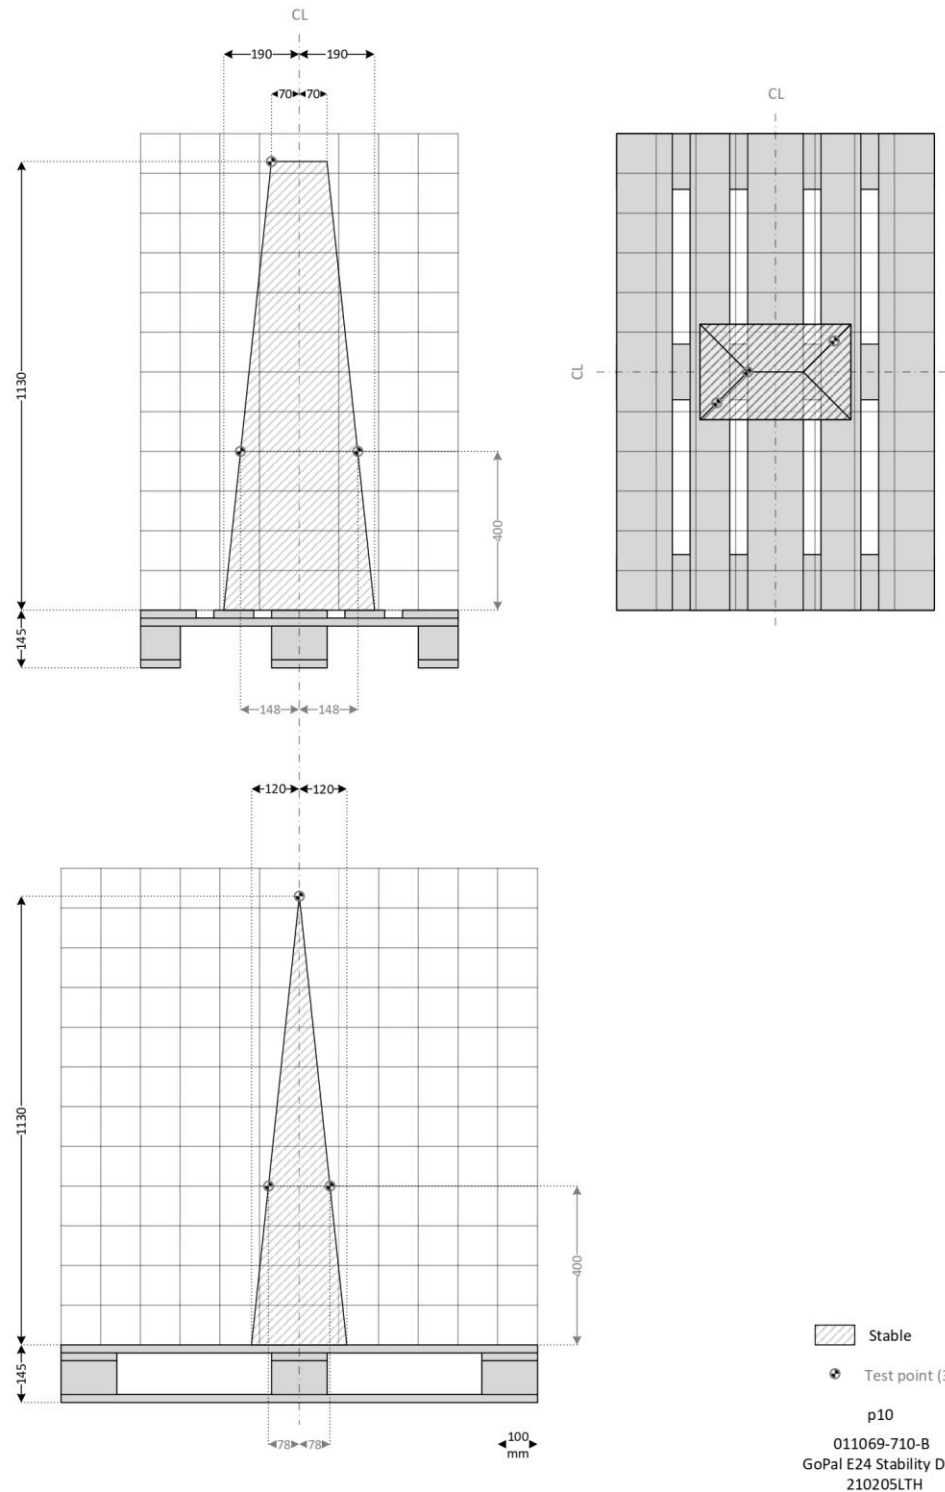 CL
190 190
70 70
CL
CL
1130
400
145
148 148
120 120
1130
400
145
Stable
Test point (3
p10
78 78
100
mm
011069-710-B
GoPal E24 Stability D
210205LTH